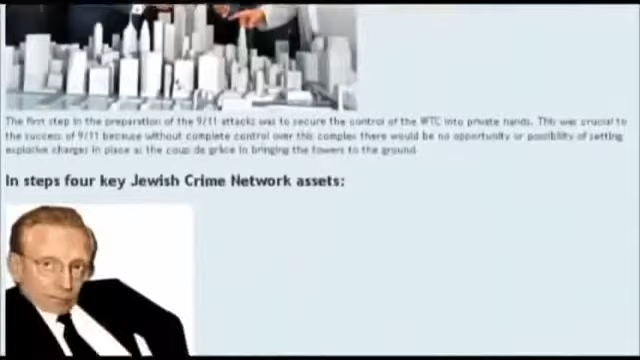 The first step in the preparation of the 9/11 attacks was to secure the control of the WTC into private hands. This was crucial to
the success of 9/11 because without complete control over this complex there would be no opportunity or possibility of setting
explosive charges in place as the coup de grâce in bringing the towers to the ground.
In steps four key Jewish Crime Network assets: